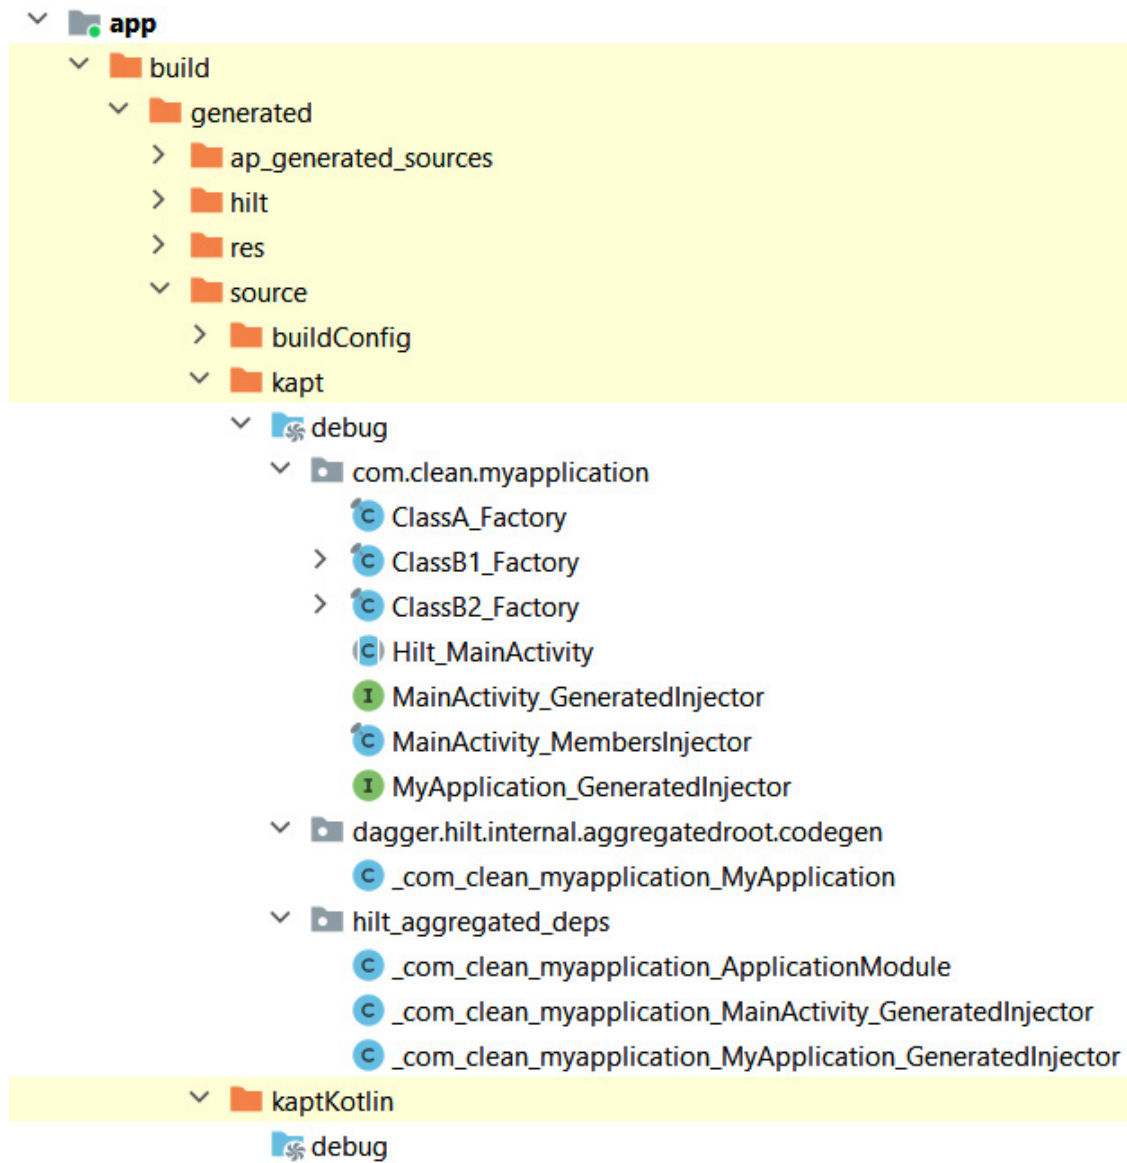 app
build
generated
ap_generated_sources
hilt
res
source
buildConfig
kapt
debug
com.clean.myapplication
ClassA_Factory
ClassB1_Factory
ClassB2_Factory
Hilt_MainActivity
MainActivity_GeneratedInjector
MainActivity_MembersInjector
MyApplication_GeneratedInjector
dagger.hilt.internal.aggregatedroot.codegen
_com_clean_myapplication_MyApplication
hilt_aggregated_deps
_com_clean_myapplication_ApplicationModule
_com_clean_myapplication_MainActivity_GeneratedInjector
_com_clean_myapplication_MyApplication_GeneratedInjector
kaptKotlin
debug